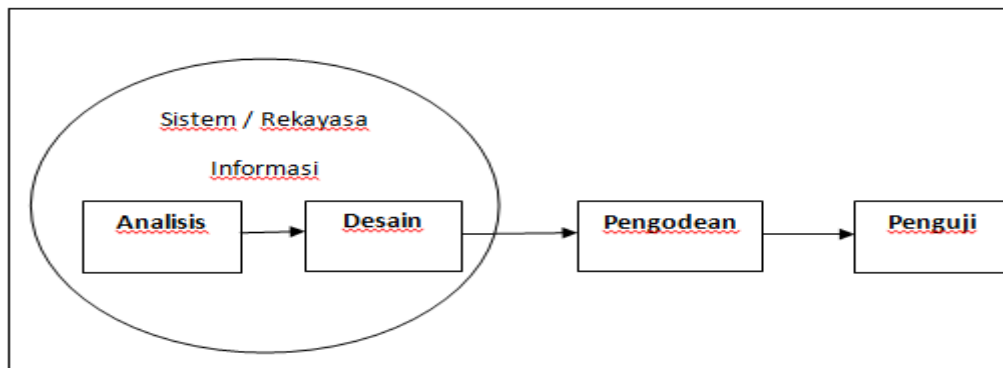 Sistem / Rekayasa
Informasi
Analisis
Desain
Pengodean
Penguji